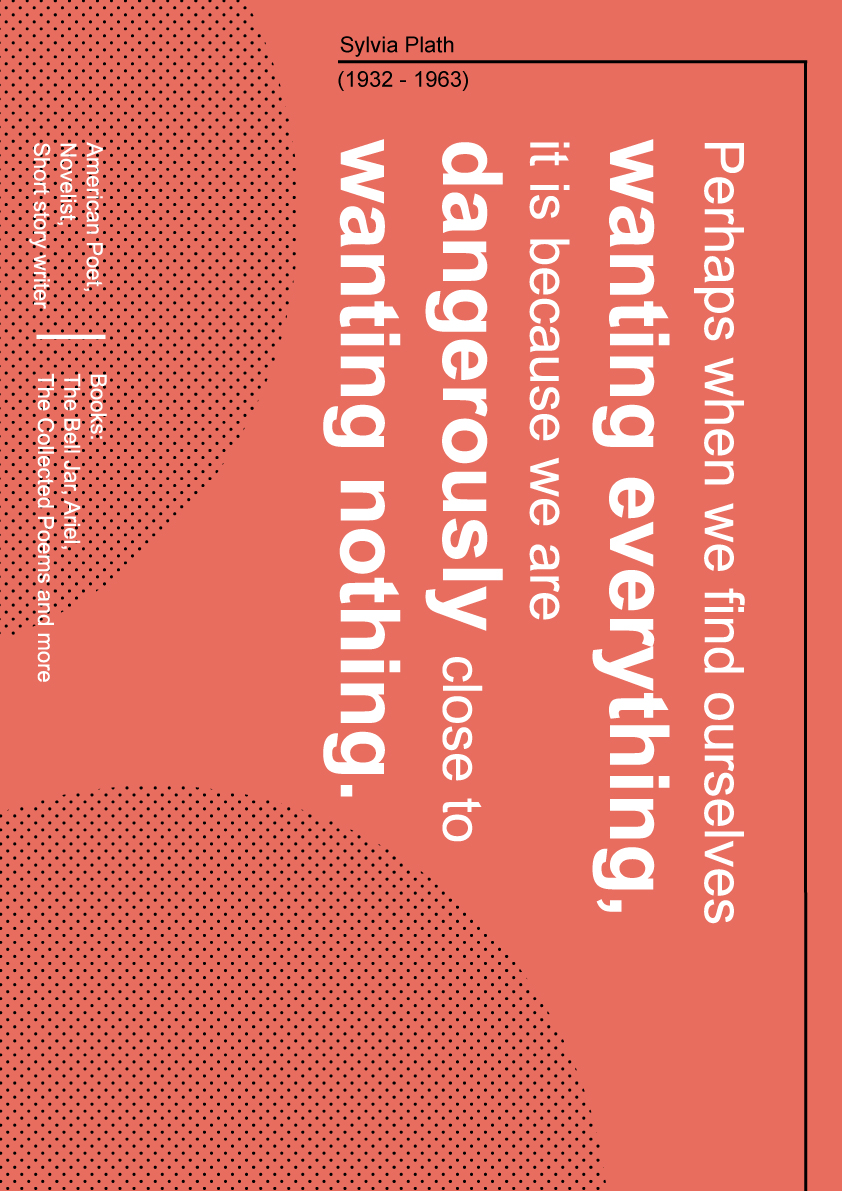 Perhaps when we find ourselves
wanting everything,
it is because we are
dangerously close to
wanting nothing.
Sylvia Plath
(1932 - 1963)
American Poet,
Novelist,
Short story writer
Books:
The Bell Jar, Ariel,
The Collected Poems and more